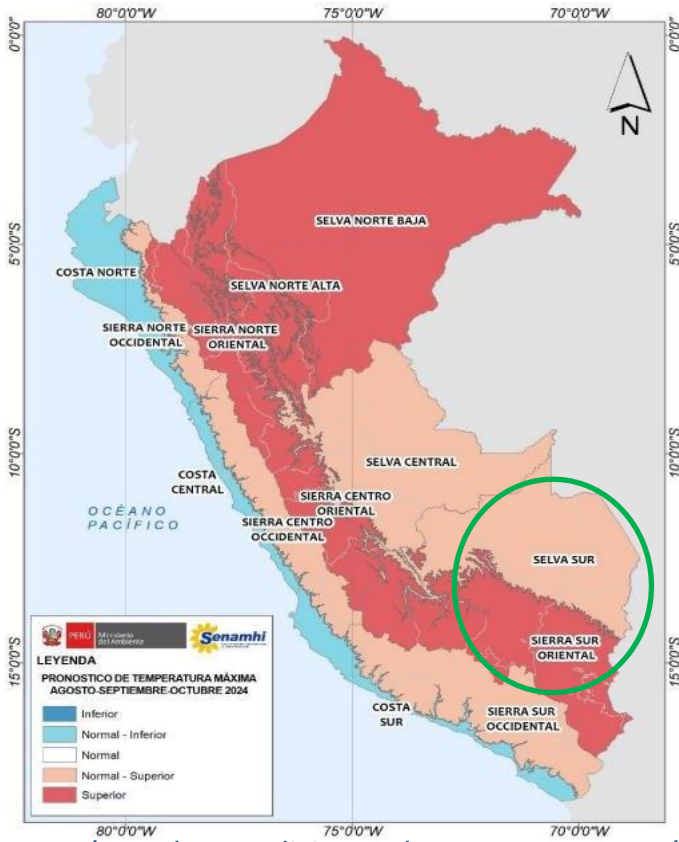 80°0'0"W 75°0'0"W 70°0'0"W
0°0'0" 0°0'0"
N
SELVA NORTE BAJA
5°0'0"S 5°0'0"S
COSTA NORTE
SELVA NORTE ALTA
SIERRA NORTE
OCCIDENTAL
SIERRA NORTE
ORIENTAL
10°0'0"S 10°0'0"S
SELVA CENTRAL
COSTA
CENTRAL
SIERRA CENTRO
ORIENTAL
OCÉANO
PACÍFICO
SIERRA CENTRO
OCCIDENTAL
SELVA SUR
SIERRA SUR
ORIENTAL
15°0'0"S 15°0'0"S
COSTA
SUR
SIERRA SUR
OCCIDENTAL
PERÚ Ministerio
del Ambiente
Senamhi
LEYENDA
PRONOSTICO DE TEMPERATURA MÁXIMA
AGOSTO-SEPTIEMBRE-OCTUBRE 2024
Inferior
Normal - Inferior
Normal
Normal - Superior
Superior
80°0'0"W 75°0'0"W 70°0'0"W